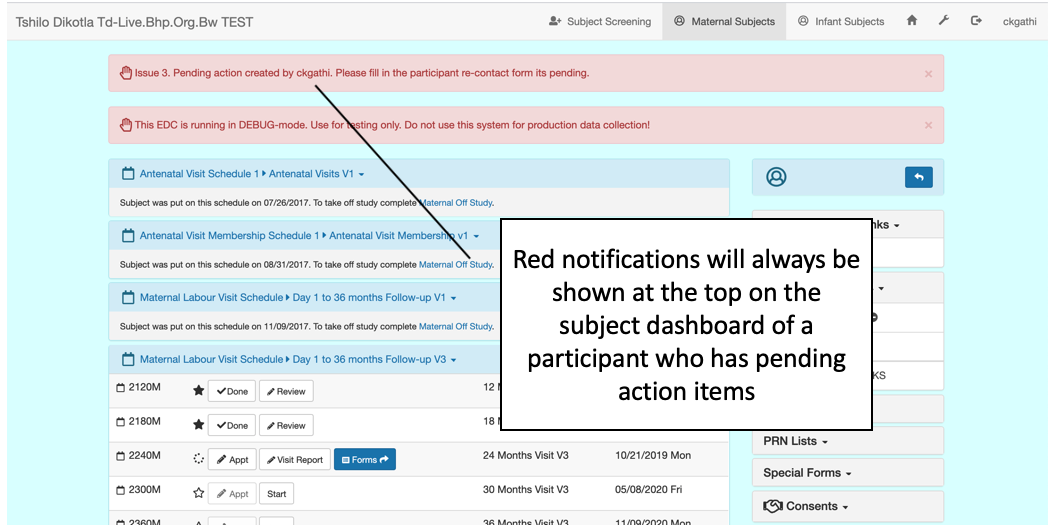 Tshilo Dikotla Td-Live.Bhp.Org.Bw TEST
Subject Screening
Maternal Subjects
Infant Subjects
ckgathi
Issue 3. Pending action created by ckgathi. Please fill in the participant re-contact form its pending.
×
This EDC is running in DEBUG-mode. Use for testing only. Do not use this system for production data collection!
×
Antenatal Visit Schedule 1 Antenatal Visits V1
Subject was put on this schedule on 07/26/2017. To take off study complete Maternal Off Study.
Antenatal Visit Membership Schedule 1 Antenatal Visit Membership v1
Subject was put on this schedule on 08/31/2017. To take off study complete Maternal Off Study.
Maternal Labour Visit Schedule Day 1 to 36 months Follow-up V1
Subject was put on this schedule on 11/09/2017. To take off study complete Maternal Off Study.
Maternal Labour Visit Schedule Day 1 to 36 months Follow-up V3
2120M Done Review 12
2180M Done Review 18
2240M Appt Visit Report Forms 24 Months Visit V3 10/21/2019 Mon
2300M Appt Start 30 Months Visit V3 05/08/2020 Fri
2360M 36 Months Visit V3 11/09/2020 Mon
Red notifications will always be
shown at the top on the
subject dashboard of a
participant who has pending
action items
PRN Lists
Special Forms
Consents